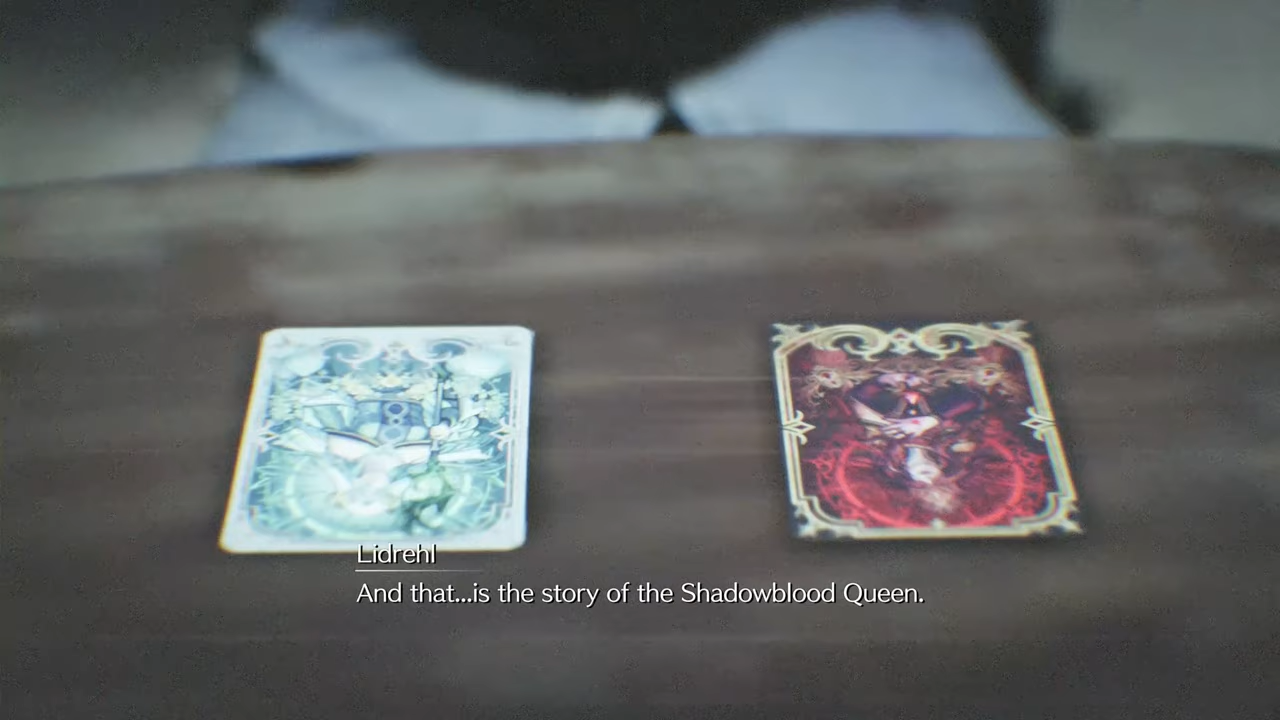 Lidrehl
And that...is the story of the Shadowblood Queen.